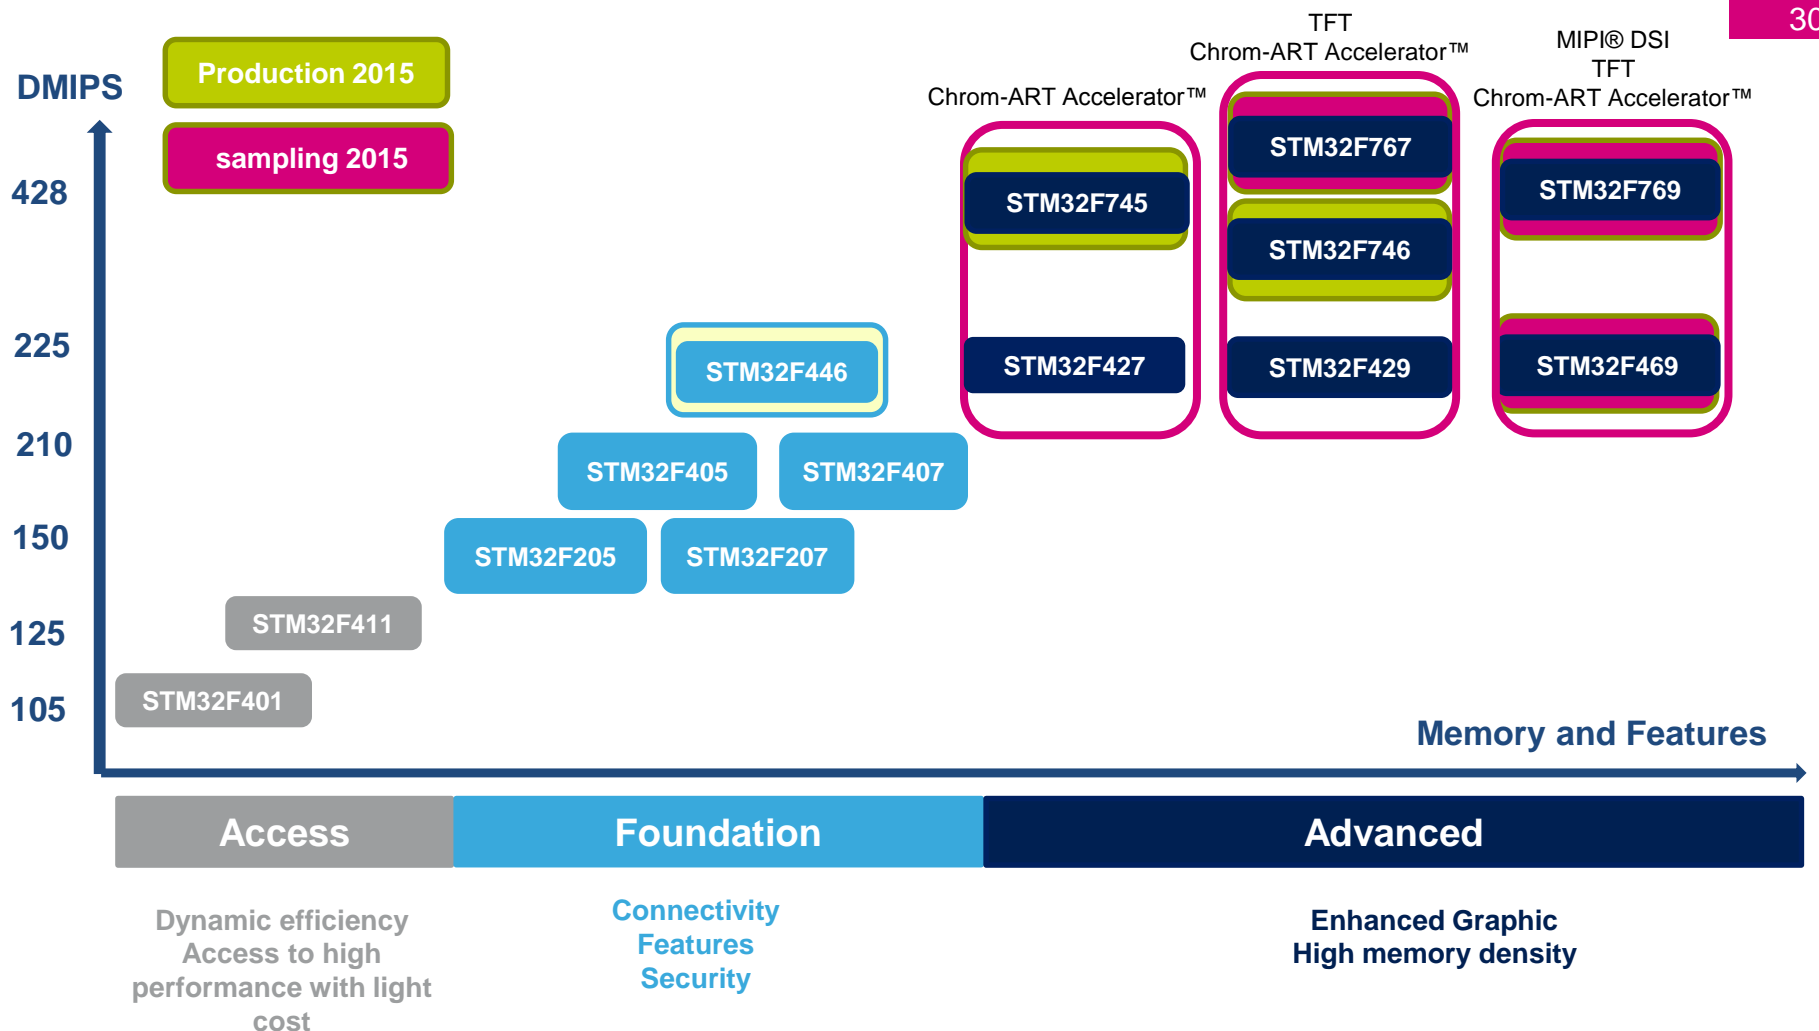 30
TFT
Chrom-ART Accelerator™
MIPI® DSI
TFT
Chrom-ART Accelerator™
Chrom-ART Accelerator™
Production 2015
sampling 2015
DMIPS
428
225
210
150
125
105
STM32F745
STM32F767
STM32F769
STM32F746
STM32F446
STM32F427
STM32F429
STM32F469
STM32F405
STM32F407
STM32F205
STM32F207
STM32F411
STM32F401
Memory and Features
Access
Foundation
Advanced
Dynamic efficiency
Access to high
performance with light
cost
Connectivity
Features
Security
Enhanced Graphic
High memory density